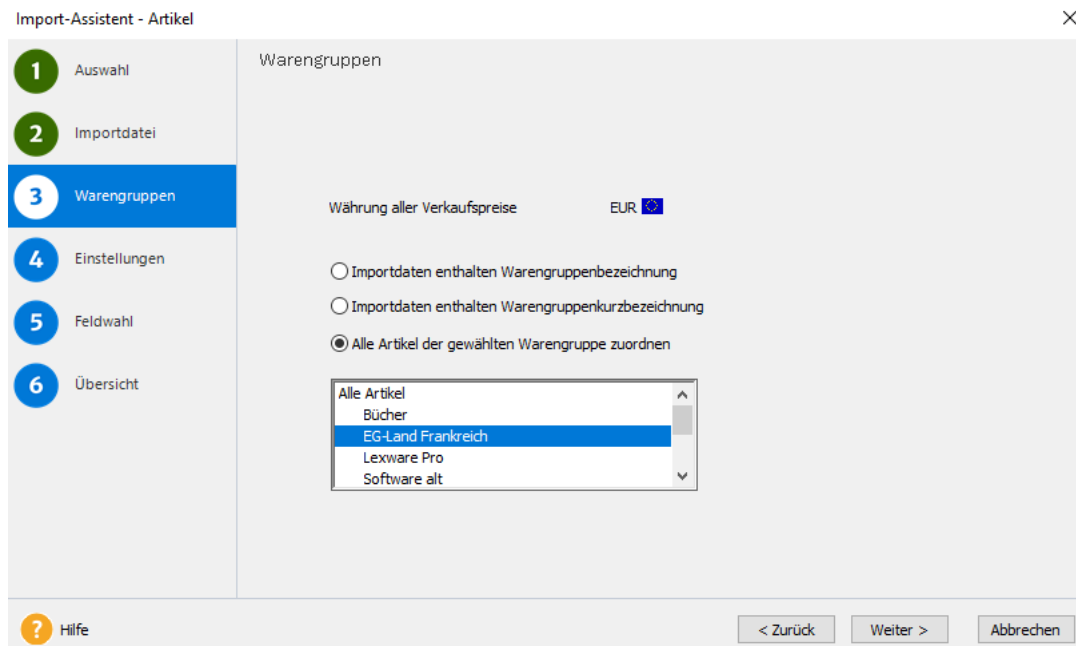 Import-Assistent - Artikel
1 Auswahl
2 Importdatei
3 Warengruppen
4 Einstellungen
5 Feldwahl
6 Übersicht
Warengruppen
Währung aller Verkaufspreise EUR
Importdaten enthalten Warengruppenbezeichnung
Importdaten enthalten Warengruppenkurzbezeichnung
Alle Artikel der gewählten Warengruppe zuordnen
Alle Artikel
Bücher
EG-Land Frankreich
Lexware Pro
Software alt
? Hilfe
< Zurück Weiter > Abbrechen